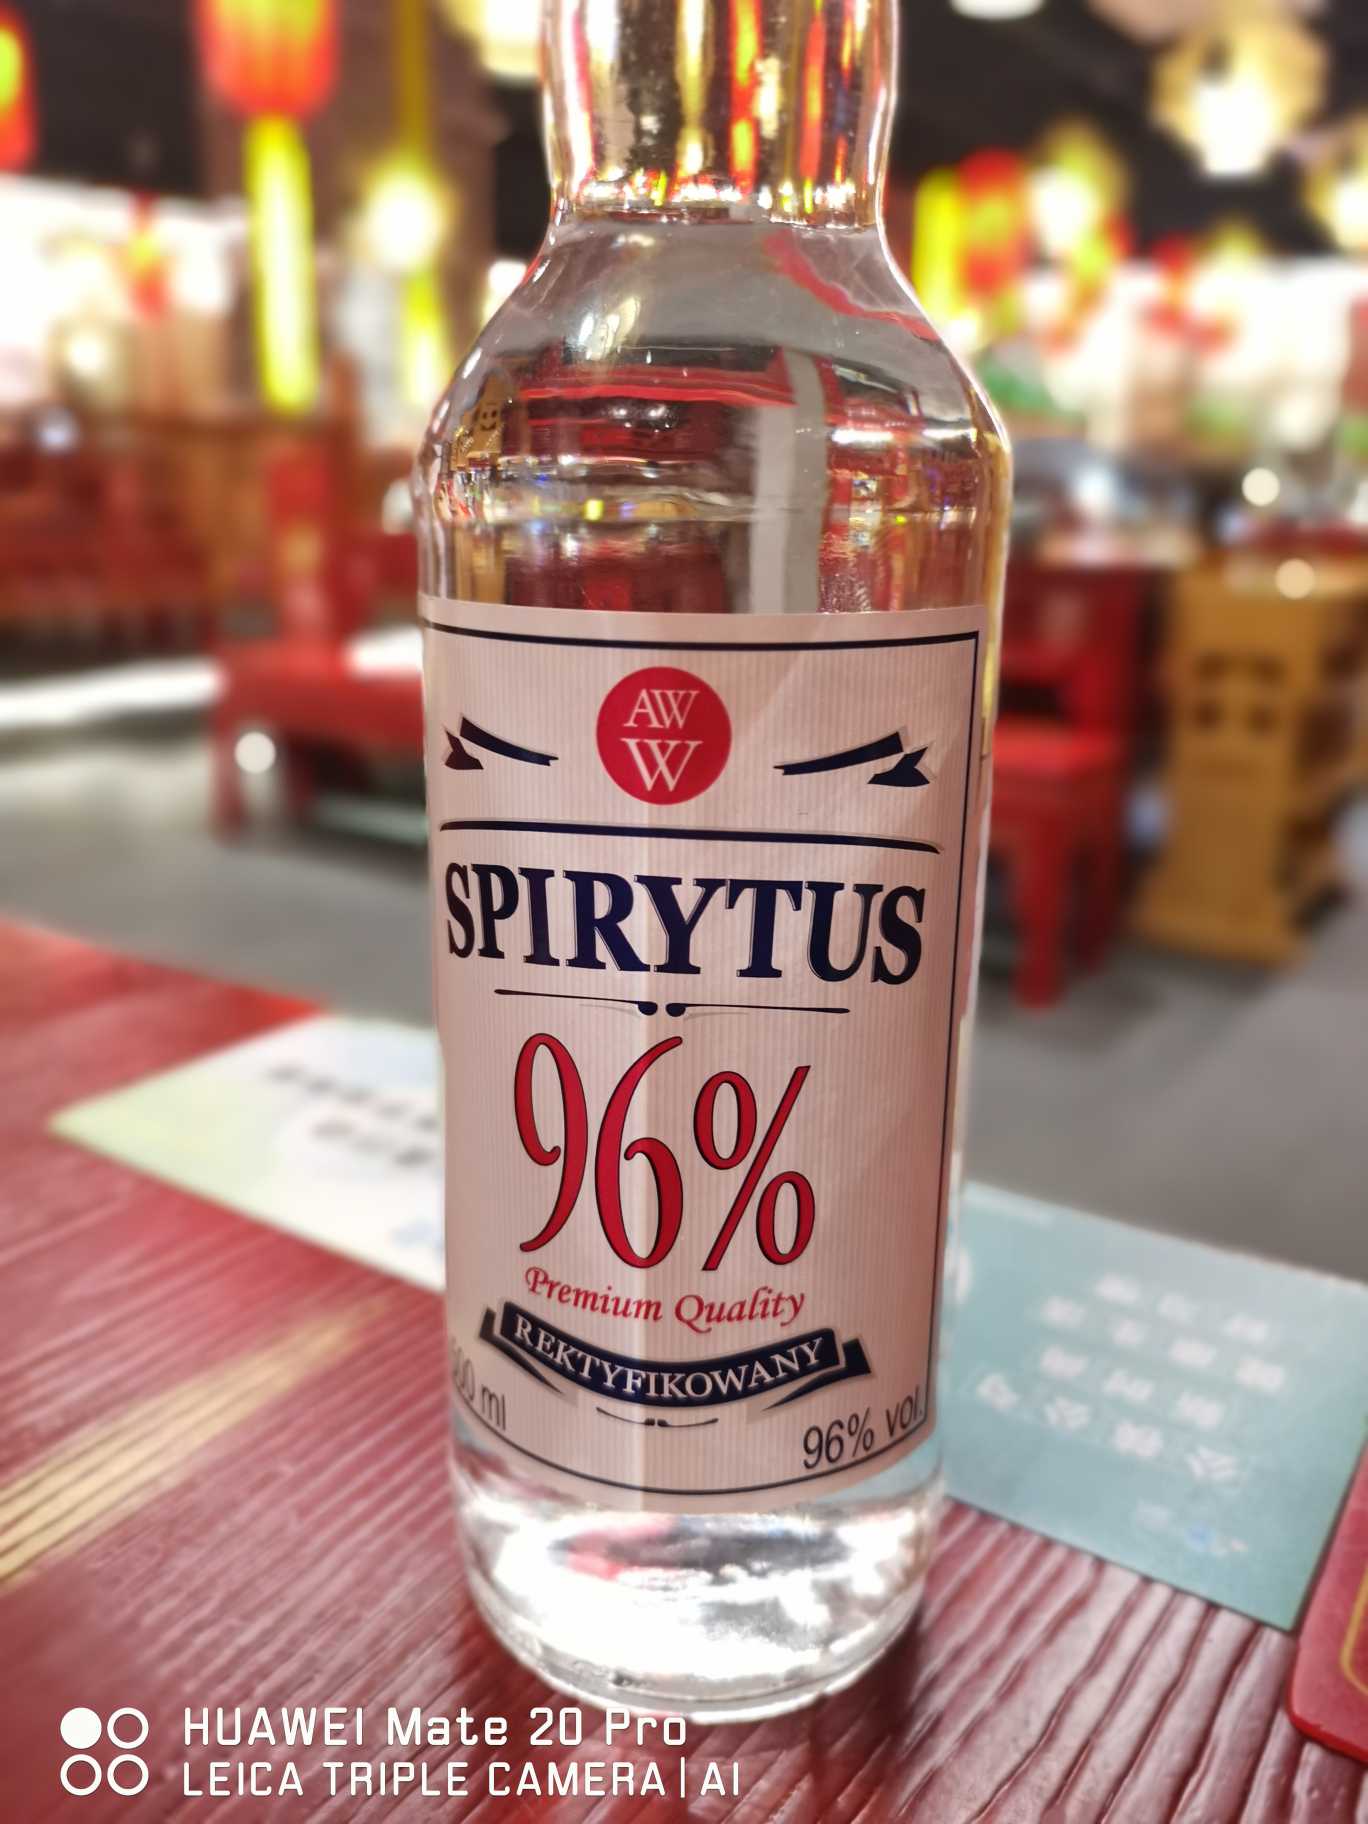 AW
W
SPIRYTUS
96%
Premium Quality
REKTYFIKOWANY
ml
96% vol.
HUAWEI Mate 20 Pro
LEICA TRIPLE CAMERA | AI